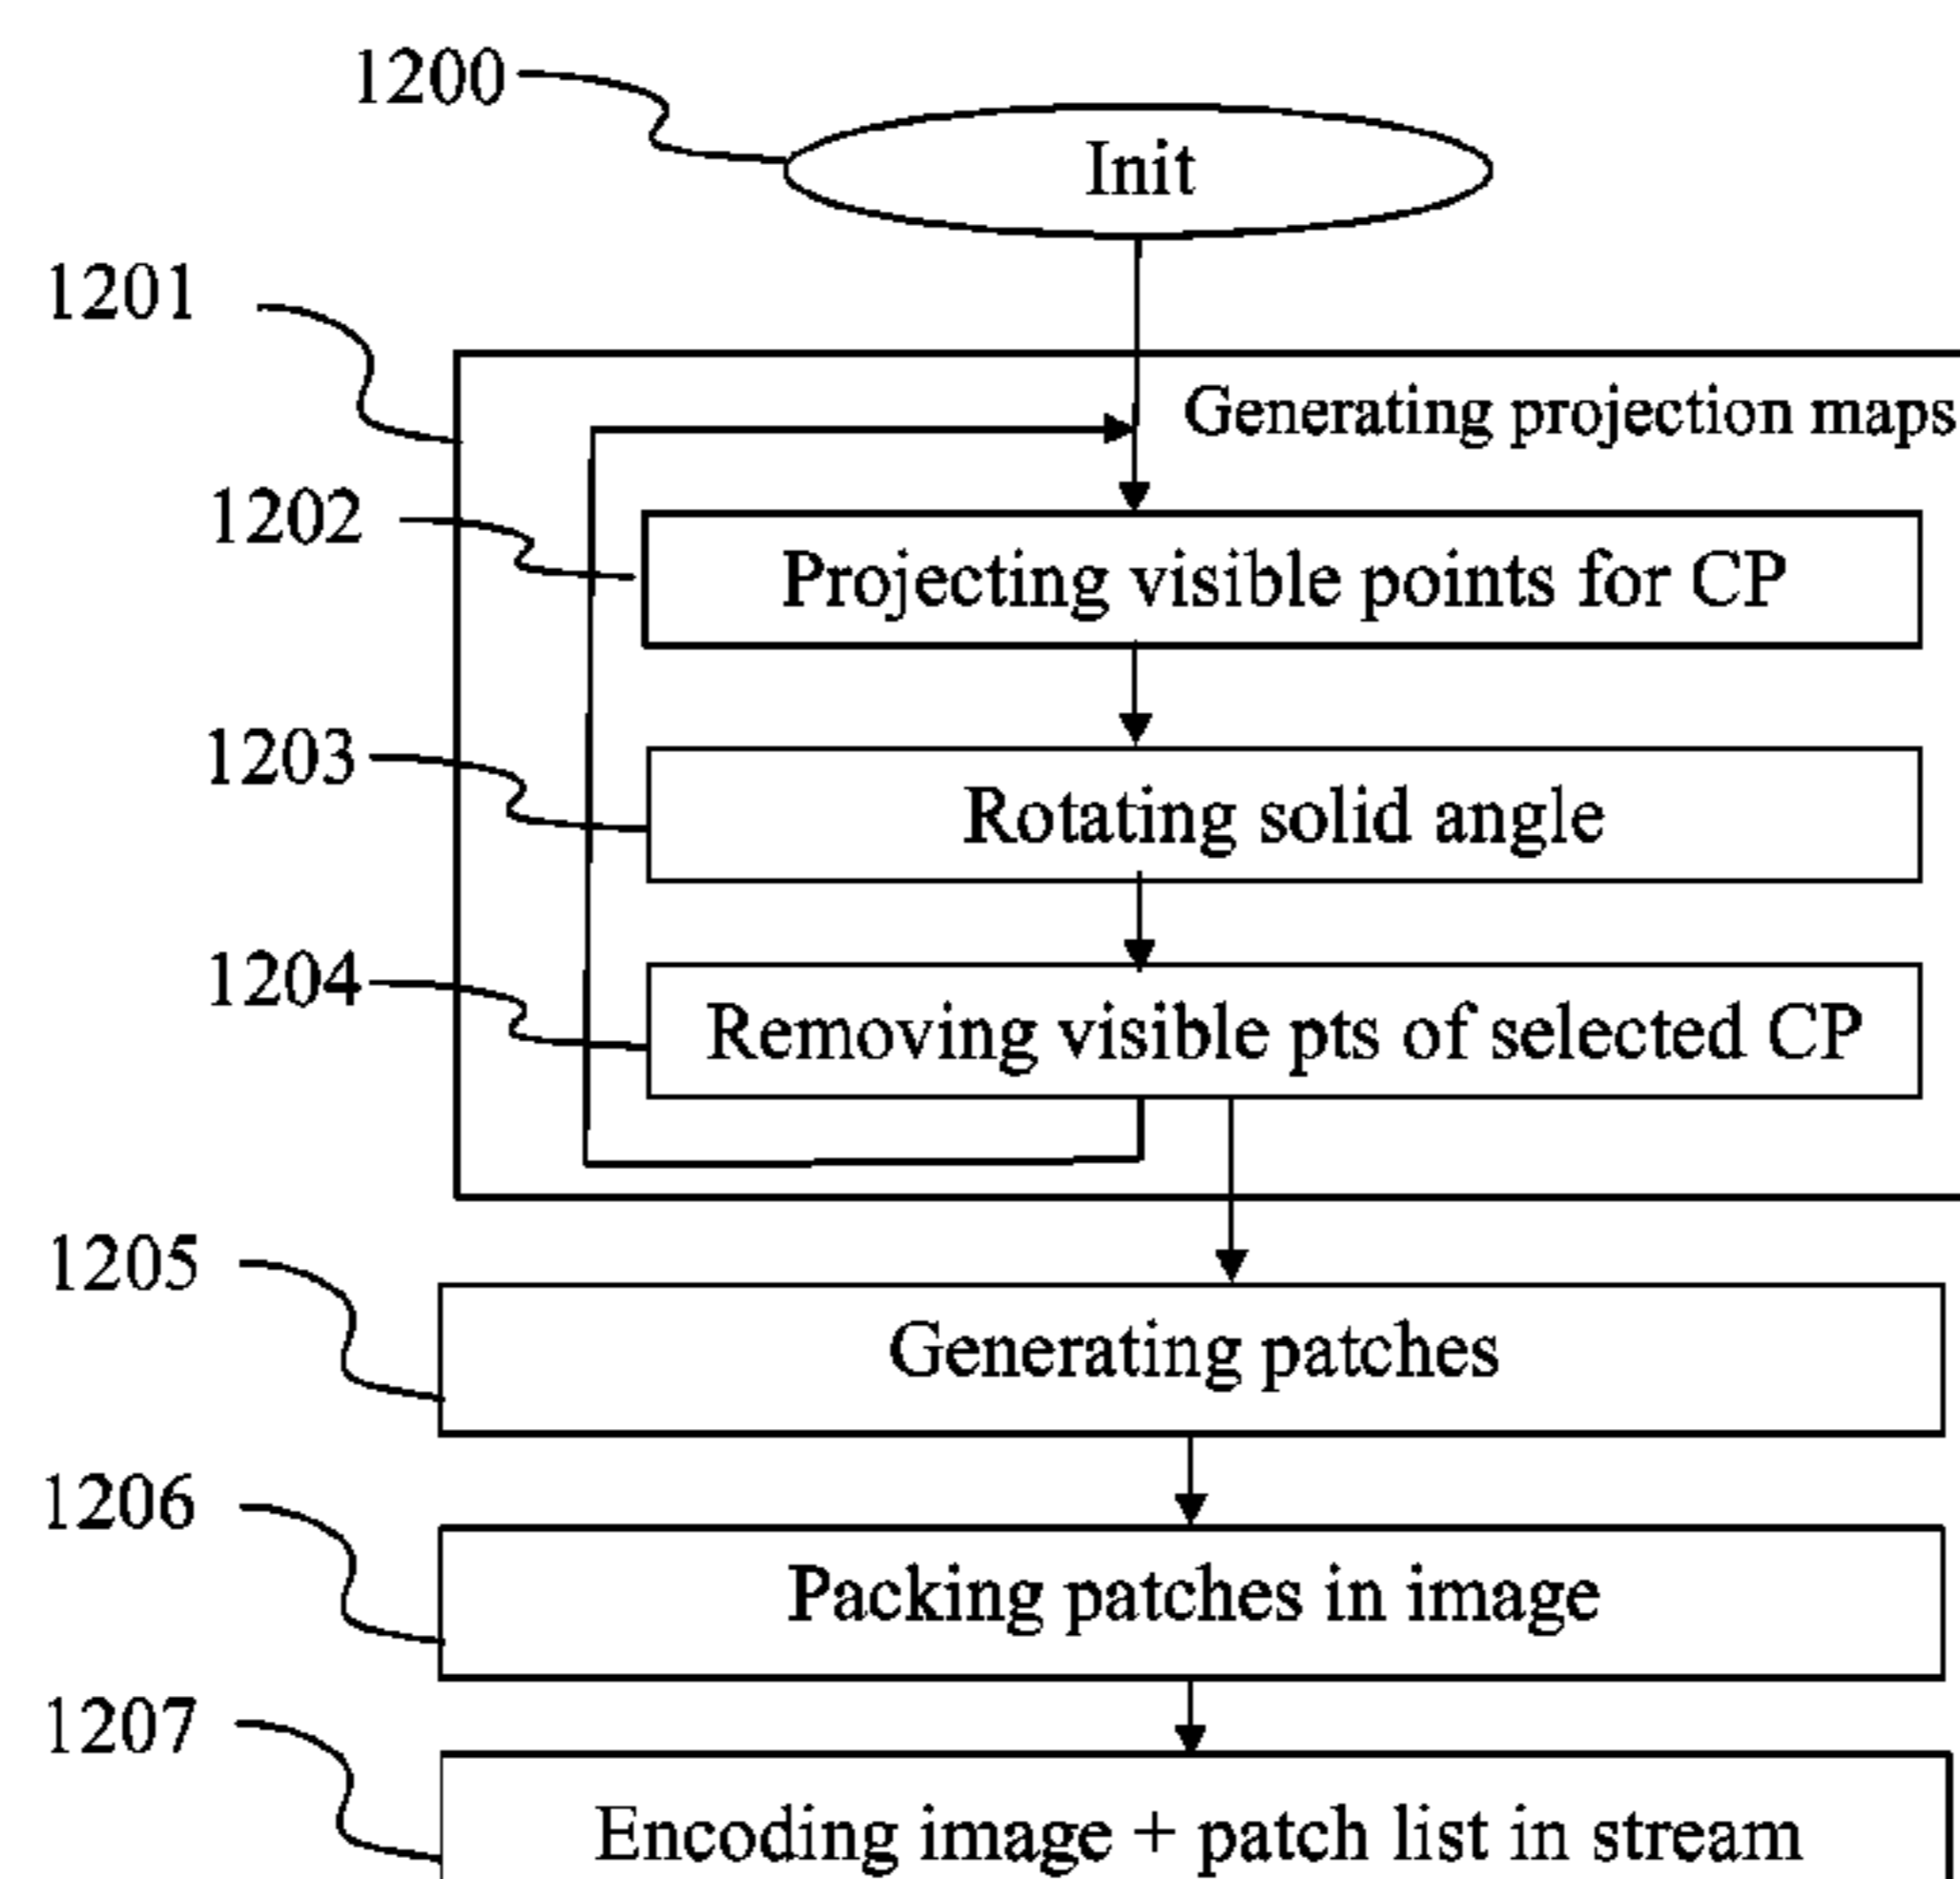 1200
Init
1201
Generating projection maps
1202
Projecting visible points for CP
1203
Rotating solid angle
1204
Removing visible pts of selected CP
1205
Generating patches
1206
Packing patches in image
1207
Encoding image + patch list in stream